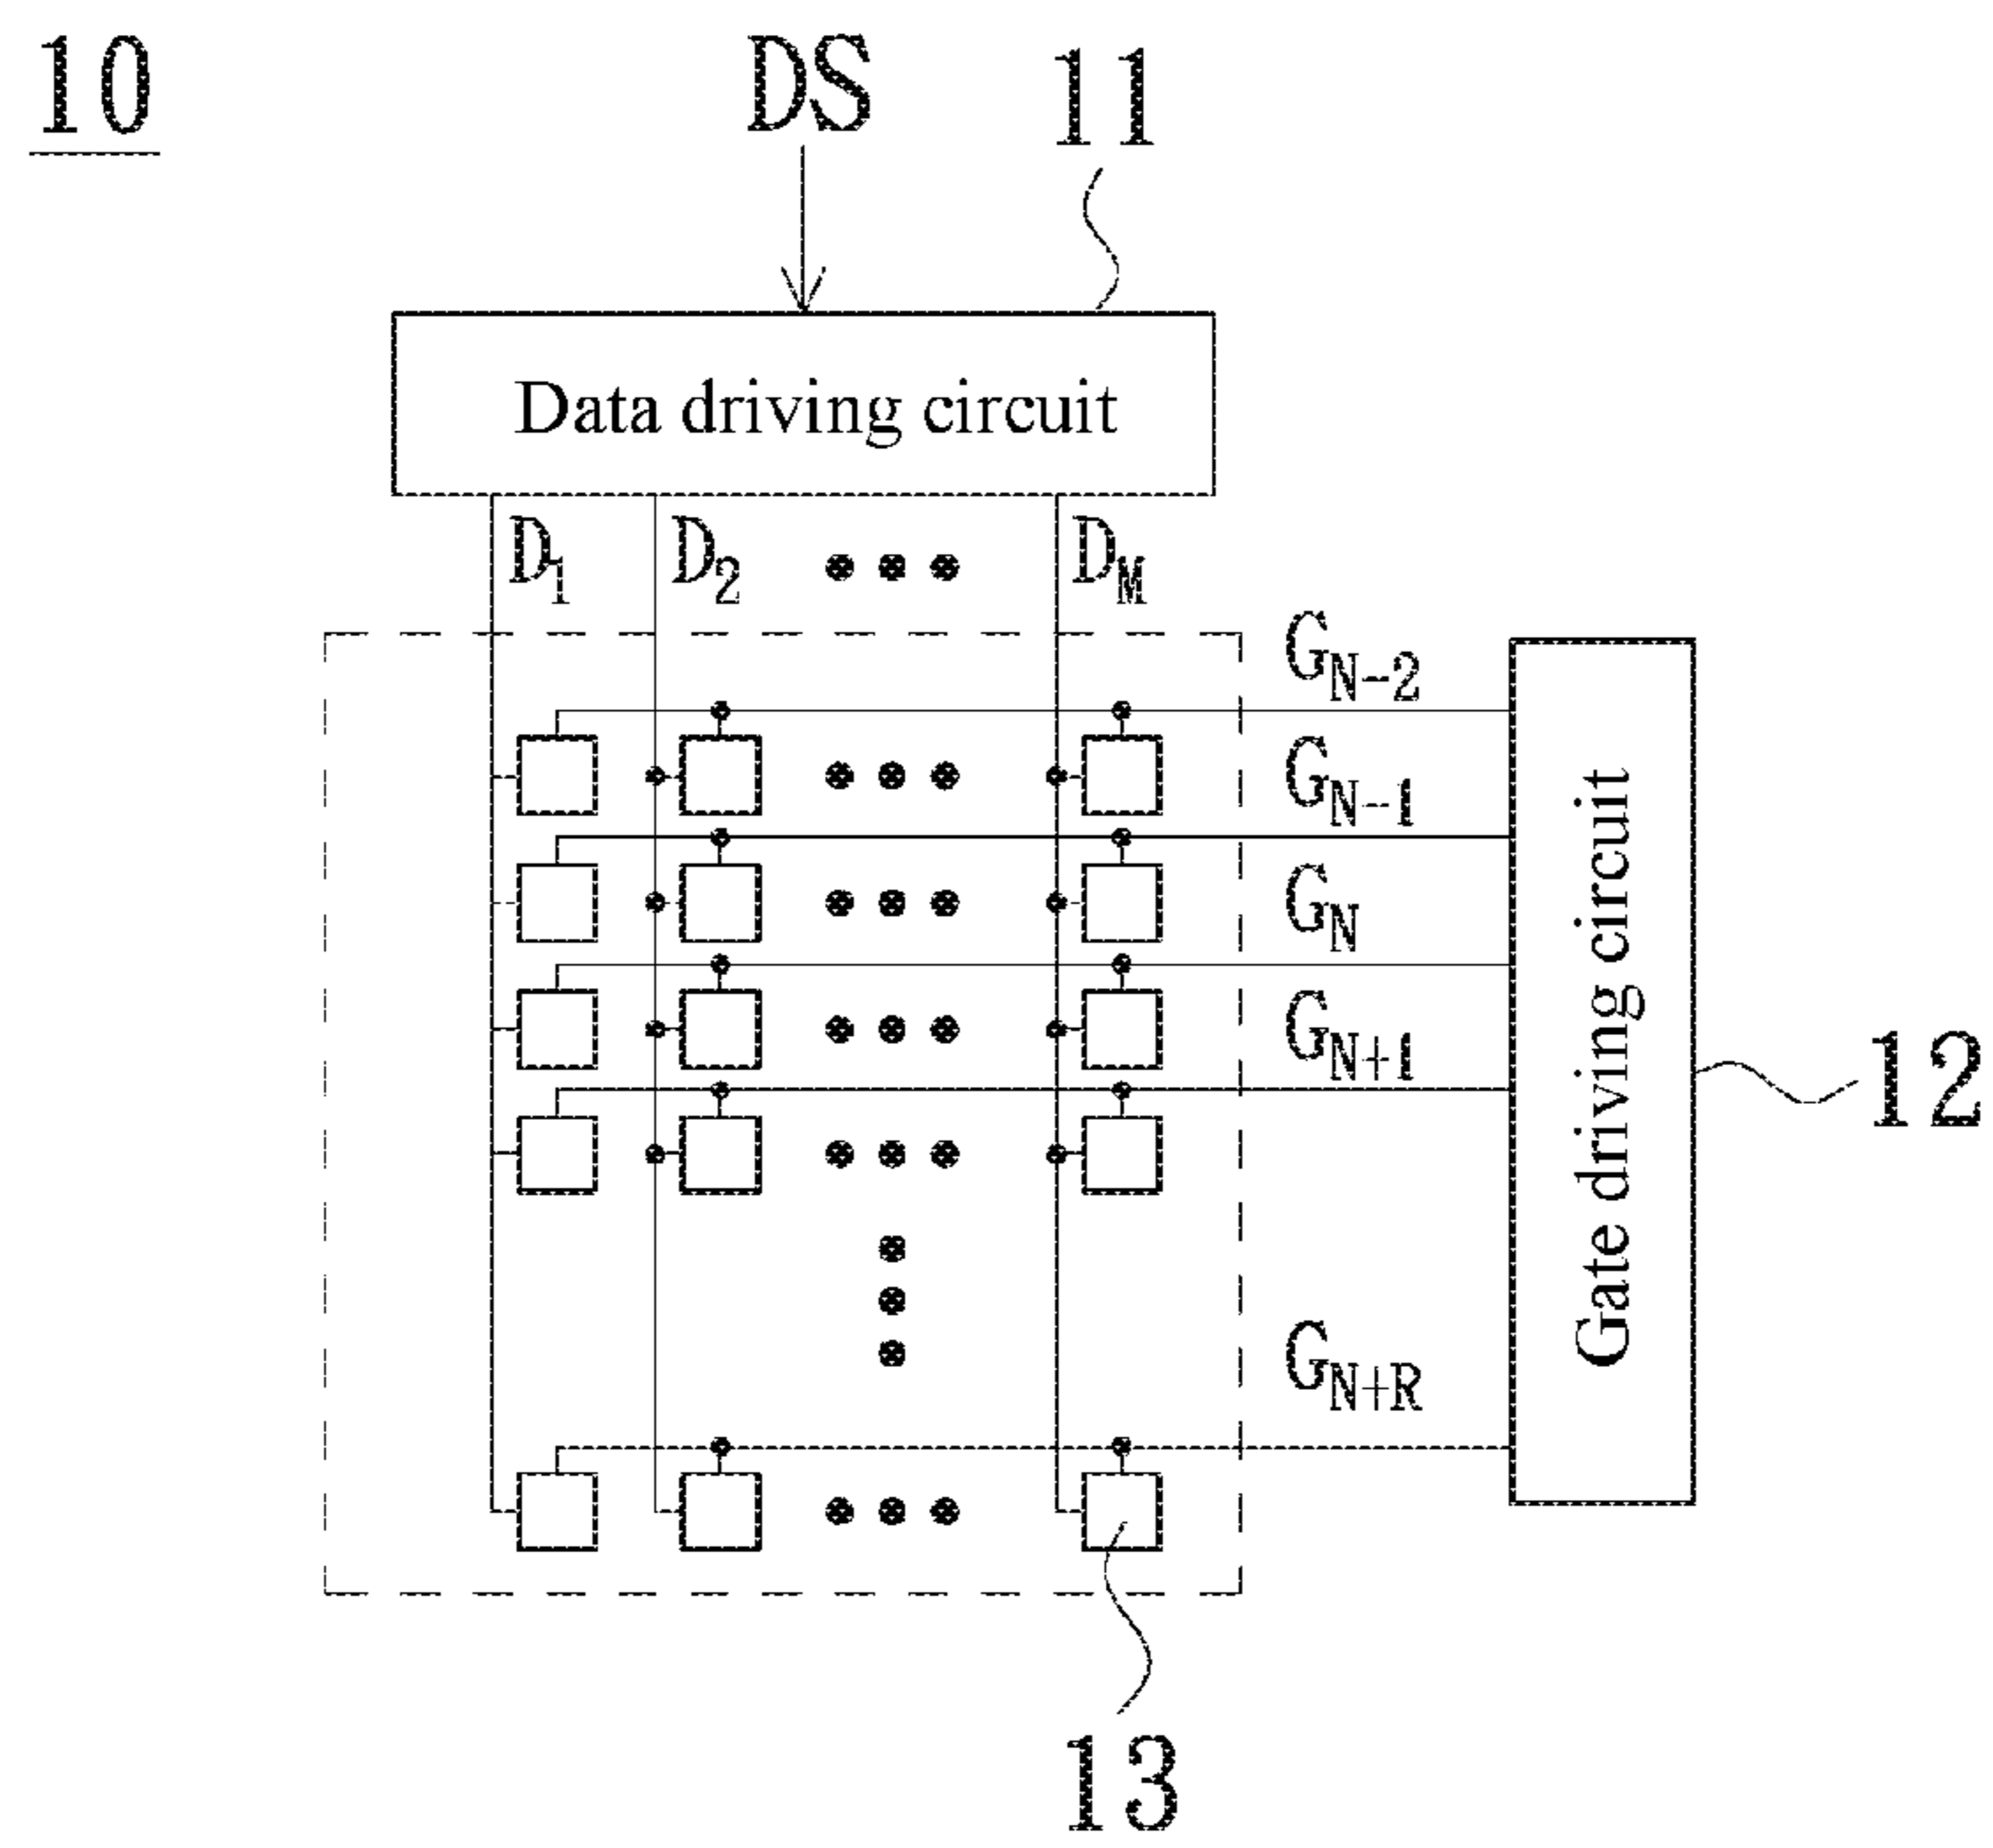 10
DS
11
Data driving circuit
D1 D2 DM
GN-2
GN-1
GN
GN+1
GN+R
Gate driving circuit
12
13